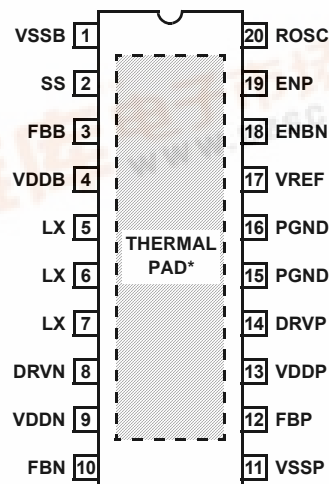 VSSB 1 20 ROSC
SS 2 19 ENP
FBB 3 18 ENBN
VDDB 4 17 VREF
LX 5 16 PGND
LX 6 15 PGND
THERMAL
PAD*
LX 7 14 DRVP
DRVN 8 13 VDDP
VDDN 9 12 FBP
FBN 10 11 VSSP